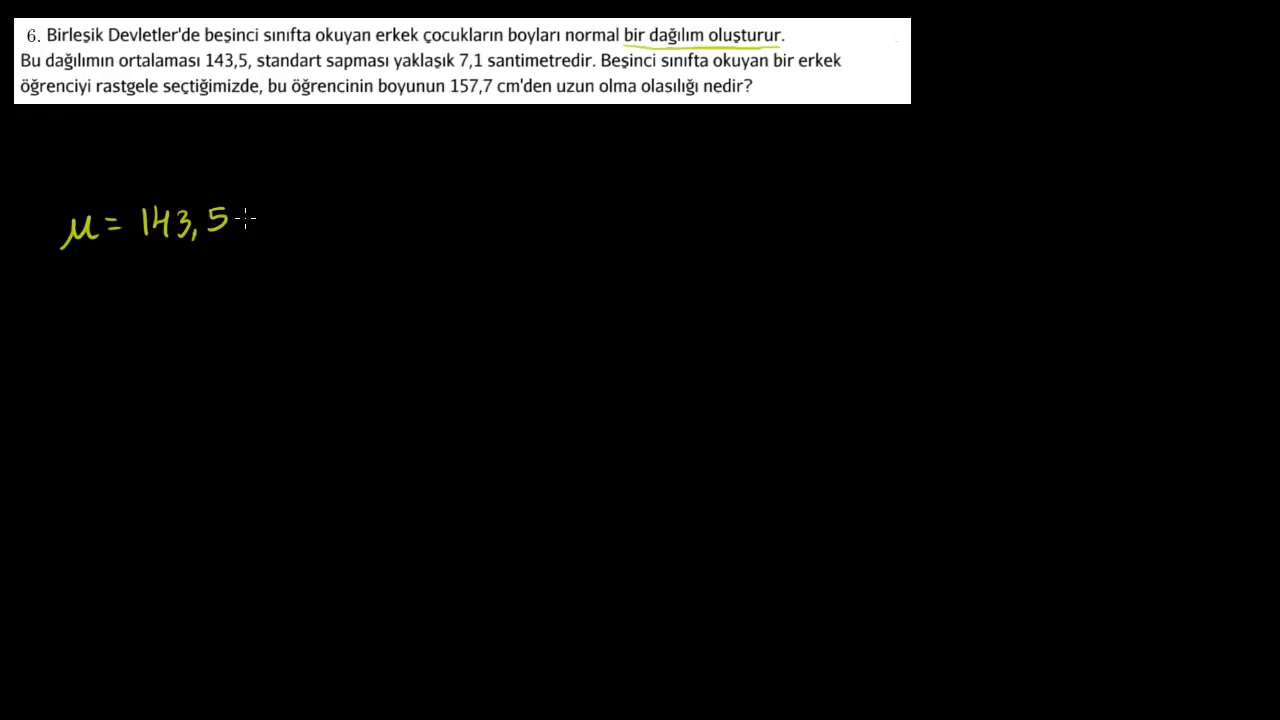 6. Birleşik Devletler'de beşinci sınıfta okuyan erkek çocukların boyları normal bir dağılım oluşturur.
Bu dağılımın ortalaması 143,5, standart sapması yaklaşık 7,1 santimetredir. Beşinci sınıfta okuyan bir erkek
öğrenciyi rastgele seçtiğimizde, bu öğrencinin boyunun 157,7 cm'den uzun olma olasılığı nedir?
μ = 143,5